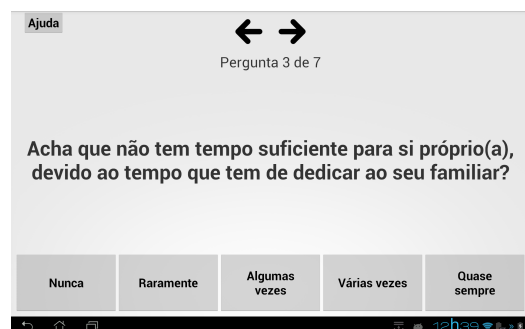 Ajuda
Pergunta 3 de 7
Acha que não tem tempo suficiente para si próprio(a),
devido ao tempo que tem de dedicar ao seu familiar?
Nunca
Raramente
Algumas
vezes
Várias vezes
Quase
sempre
12h39